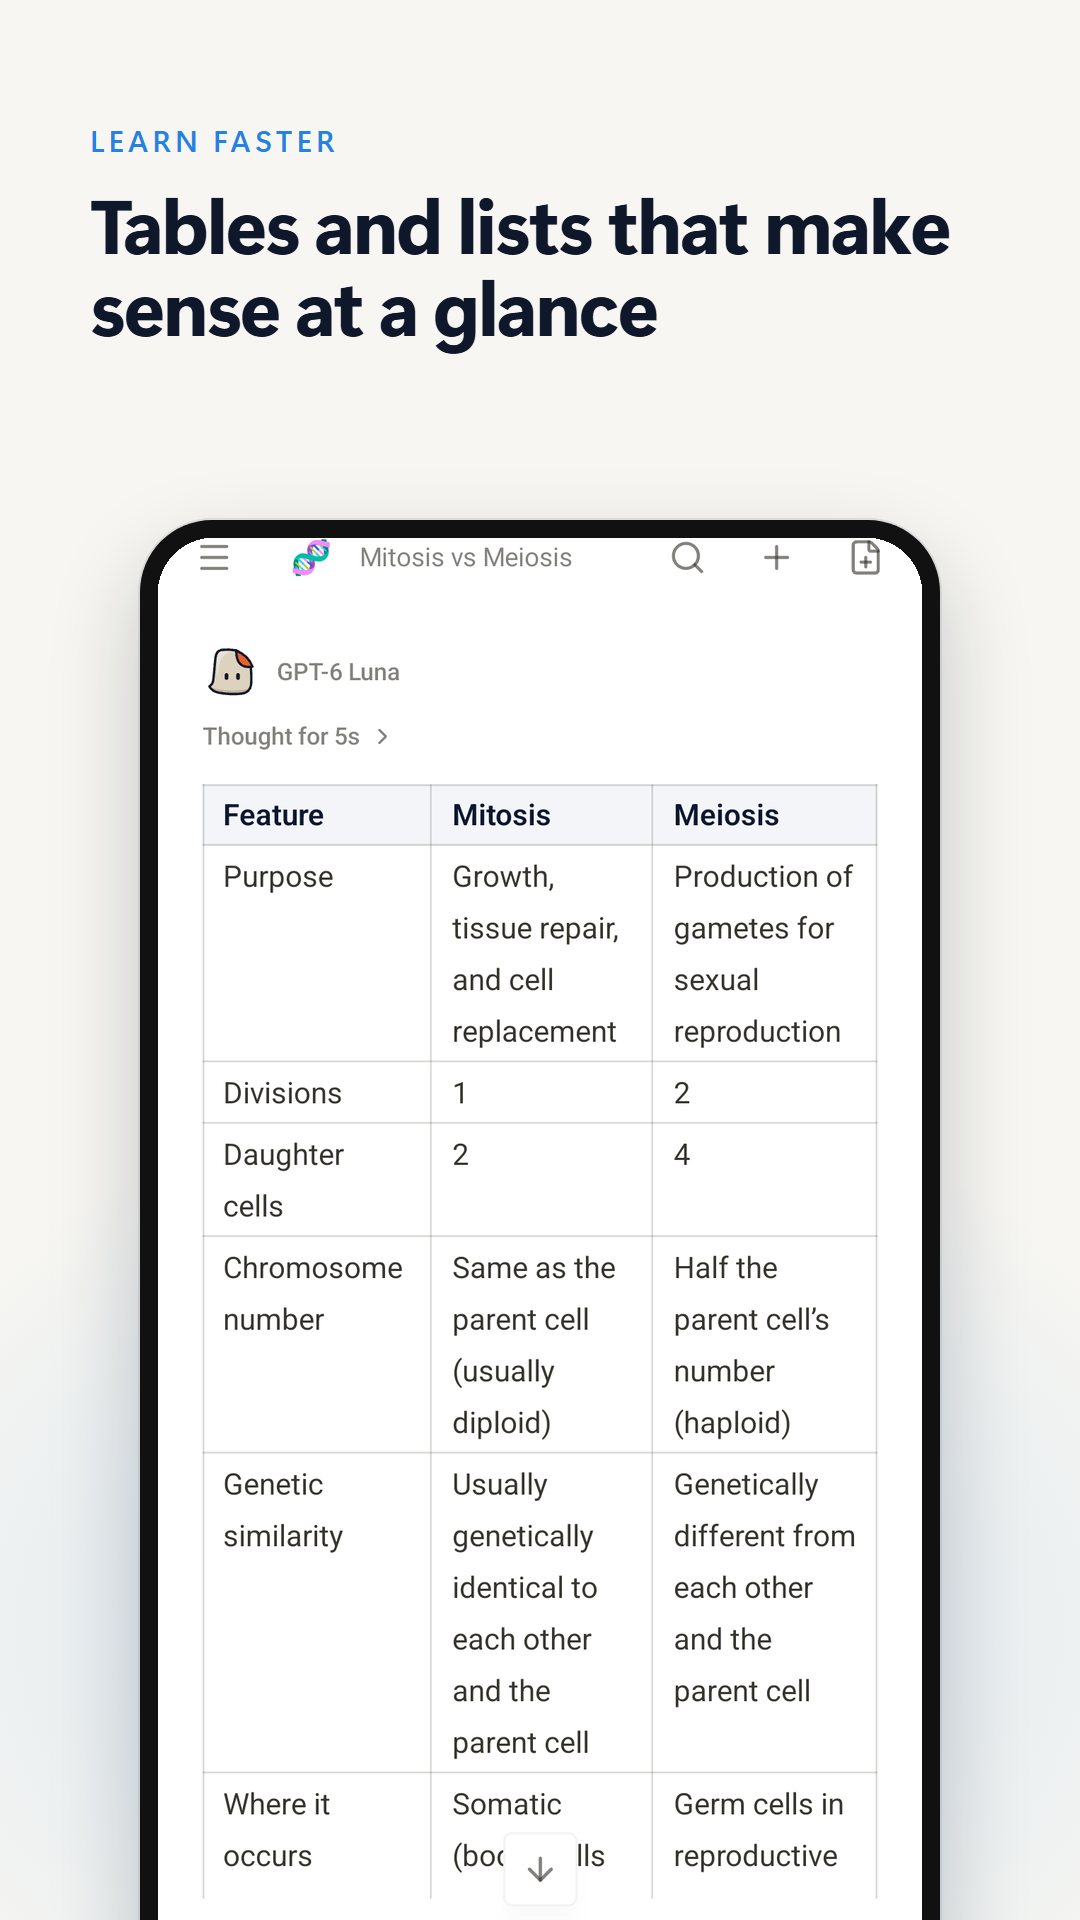 LEARN FASTER
Tables and lists that make
sense at a glance
Mitosis vs Meiosis
GPT-6 Luna
Thought for 5s
Feature Mitosis Meiosis
Purpose Growth, Production of
tissue repair, gametes for
and cell sexual
replacement reproduction
Divisions 1 2
Daughter 2 4
cells
Chromosome Same as the Half the
number parent cell parent cell’s
(usually number
diploid) (haploid)
Genetic Usually Genetically
similarity genetically different from
identical to each other
each other and the
and the parent cell
parent cell
Where it Somatic Germ cells in
occurs reproductive